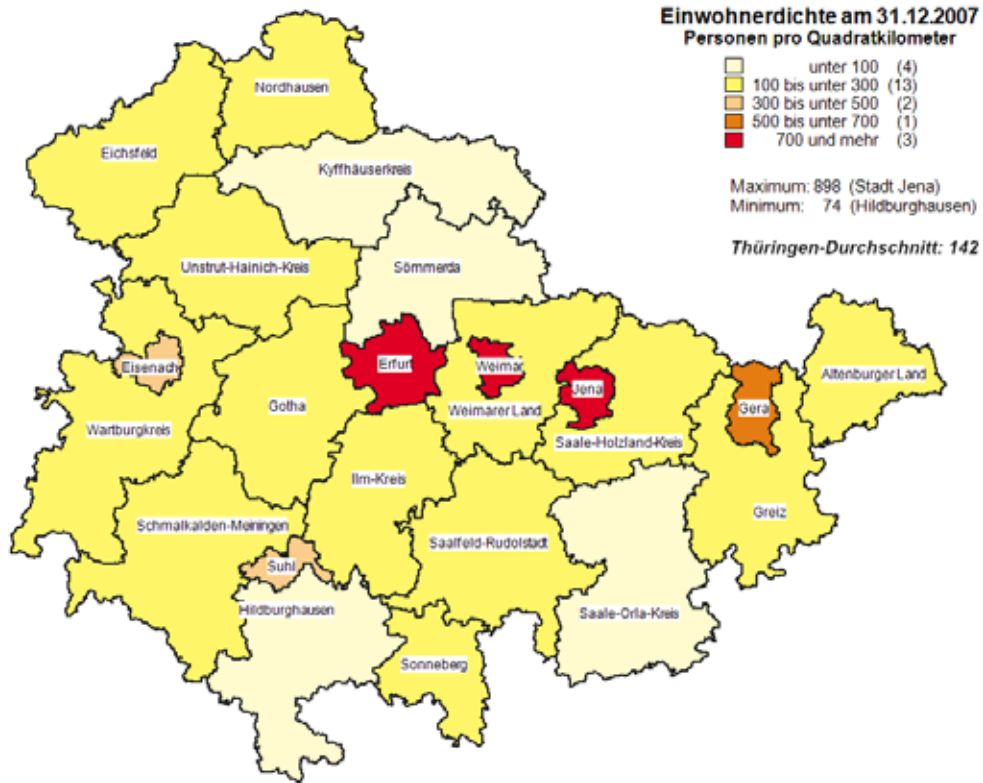 Einwohnerdichte am 31.12.2007
Personen pro Quadratkilometer
unter 100 (4)
100 bis unter 300 (13)
300 bis unter 500 (2)
500 bis unter 700 (1)
700 und mehr (3)
Maximum: 898 (Stadt Jena)
Minimum: 74 (Hildburghausen)
Thüringen-Durchschnitt: 142
Nordhausen
Eichsfeld
Kyffhäuserkreis
Unstrut-Hainich-Kreis
Sömmerda
Eisenach
Erfurt
Weimar
Jena
Altenburger Land
Gotha
Weimarer Land
Gera
Wartburgkreis
Saale-Holzland-Kreis
Ilm-Kreis
Greiz
Schmalkalden-Meiningen
Saalfeld-Rudolstadt
Suhl
Hildburghausen
Saale-Orla-Kreis
Sonneberg